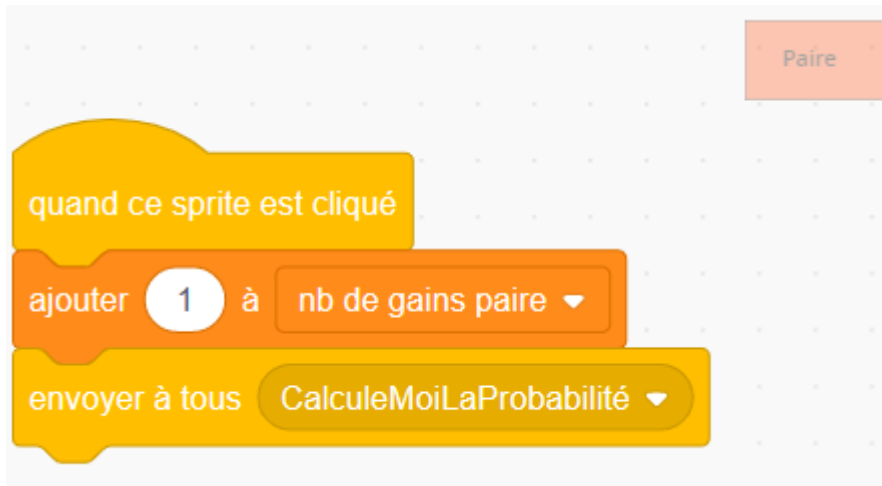 Paire
quand ce sprite est cliqué
ajouter 1 à nb de gains paire
envoyer à tous CalculeMoiLaProbabilité